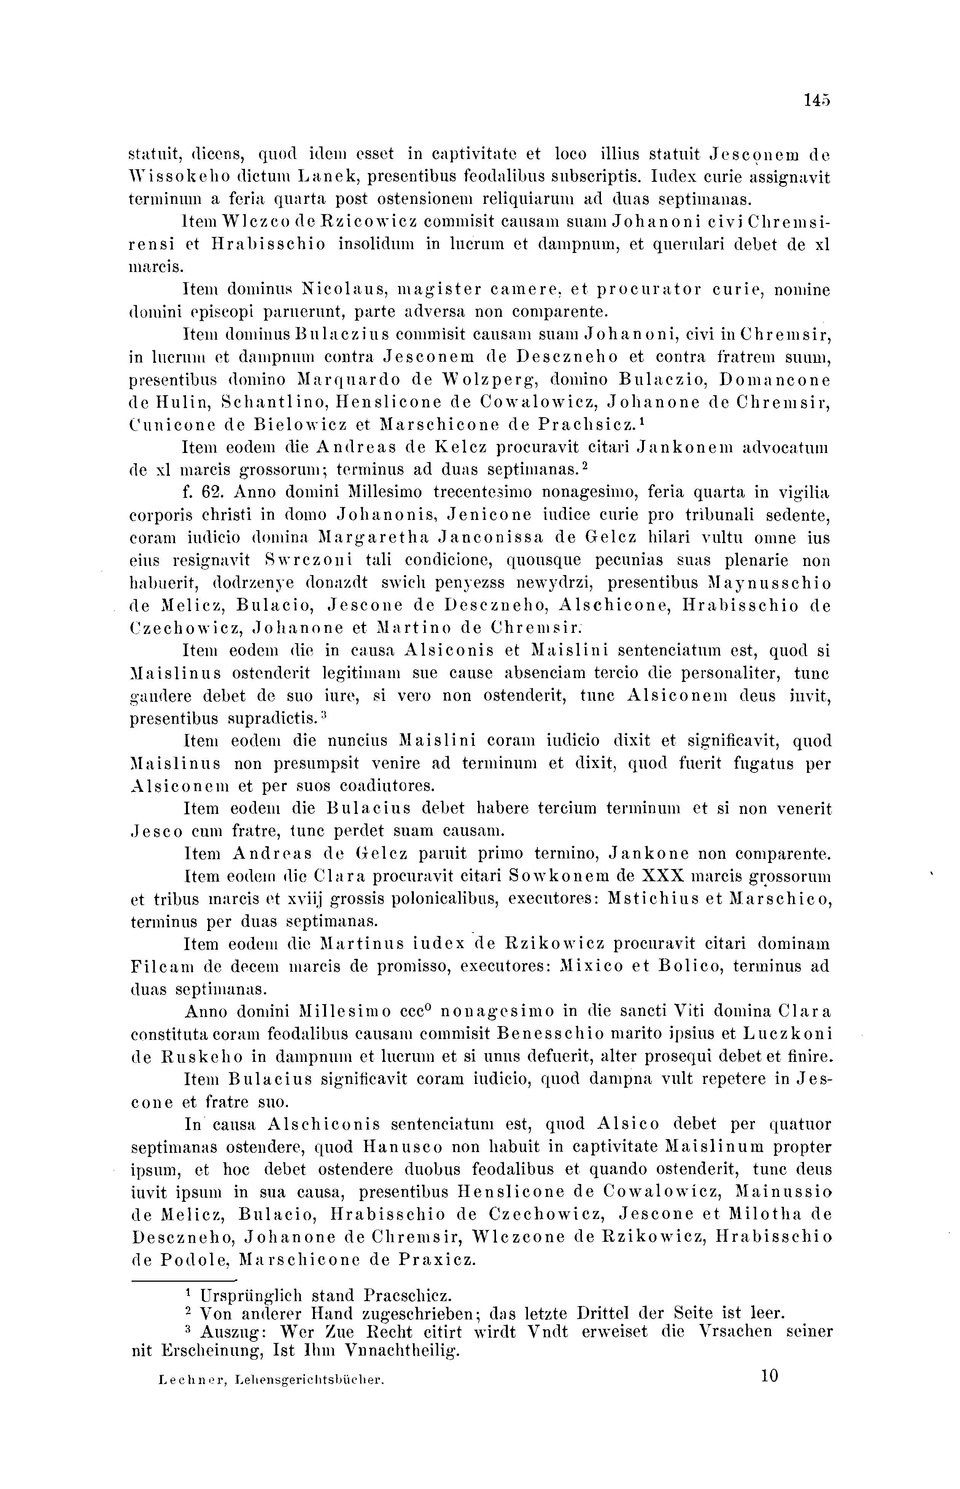 145
statuit, dicens, quod idem esset in captivitate et loco illius statuit Jesconem de
Wissokeho dictum Lanek, presentibus feodalibus subscriptis. Iudex curie assignavit
terminum a feria quarta post ostensionem reliquiarum ad duas septimanas.
Item Wlczco de Rzicowicz commisit causam suam Johanoni civi Chremsi-
rensi et Hrabisschio insolidum in lucrum et dampnum, et querulari debet de xl
marcis.
Item dominus Nicolaus, magister camere, et procurator curie, nomine
domini episcopi paruerunt, parte adversa non comparente.
Item dominus Bulaczius commisit causam suam Johanoni, civi in Chremsir,
in lucrum et dampnum contra Jesconem de Desczneho et contra fratrem suum,
presentibus domino Marquardo de Wolzperg, domino Bulaczio, Domancone
de Hulin, Schantlino, Henslicone de Cowalowicz, Johanone de Chremsir,
Cunicone de Bielowicz et Marschicone de Prachsicz.¹
Item eodem die Andreas de Kelcz procuravit citari Jankonem advocatum
de xl marcis grossorum; terminus ad duas septimanas.²
f. 62. Anno domini Millesimo trecentesimo nonagesimo, feria quarta in vigilia
corporis christi in domo Johanonis, Jenicone iudice curie pro tribunali sedente,
coram iudicio domina Margaretha Janconissa de Gelcz hilari vultu omne ius
eius resignavit Swrczoni tali condicione, quousque pecunias suas plenarie non
habuerit, dodrzenye donazdt swich penyezss newydrzi, presentibus Maynusschio
de Melicz, Bulacio, Jescone de Desczneho, Alschicone, Hrabisschio de
Czechowicz, Johanone et Martino de Chremsir.
Item eodem die in causa Alsiconis et Maislini sentenciatum est, quod si
Maislinus ostenderit legitimam sue cause absenciam tercio die personaliter, tunc
gaudere debet de suo iure, si vero non ostenderit, tunc Alsiconem deus iuvit,
presentibus supradictis.³
Item eodem die nuncius Maislini coram iudicio dixit et significavit, quod
Maislinus non presumpsit venire ad terminum et dixit, quod fuerit fugatus per
Alsiconem et per suos coadiutores.
Item eodem die Bulacius debet habere tercium terminum et si non venerit
Jesco cum fratre, tunc perdet suam causam.
Item Andreas de Gelcz paruit primo termino, Jankone non comparente.
Item eodem die Clara procuravit citari Sowkonem de XXX marcis grossorum
et tribus marcis et xviij grossis polonicalibus, executores: Mstichius et Marschico,
terminus per duas septimanas.
Item eodem die Martinus iudex de Rzikowicz procuravit citari dominam
Filcam de decem marcis de promisso, executores: Mixico et Bolico, terminus ad
duas septimanas.
Anno domini Millesimo ccc⁰ nonagesimo in die sancti Viti domina Clara
constituta coram feodalibus causam commisit Benesschio marito ipsius et Luczkoni
de Ruskeho in dampnum et lucrum et si unus defuerit, alter prosequi debet et finire.
Item Bulacius significavit coram iudicio, quod dampna vult repetere in Jes-
cone et fratre suo.
In causa Alschiconis sentenciatum est, quod Alsico debet per quatuor
septimanas ostendere, quod Hanusco non habuit in captivitate Maislinum propter
ipsum, et hoc debet ostendere duobus feodalibus et quando ostenderit, tunc deus
iuvit ipsum in sua causa, presentibus Henslicone de Cowalowicz, Mainussio
de Melicz, Bulacio, Hrabisschio de Czechowicz, Jescone et Milotha de
Desczneho, Johanone de Chremsir, Wlczcone de Rzikowicz, Hrabisschio
de Podole, Marschicone de Praxicz.
¹ Ursprünglich stand Praeschicz.
² Von anderer Hand zugeschrieben; das letzte Drittel der Seite ist leer.
³ Auszug: Wer Zue Recht citirt wirdt Vndt erweiset die Vrsachen seiner
nit Erscheinung, Ist Ihm Vnnachtheilig.
Lechner, Lehensgerichtsbücher. 10